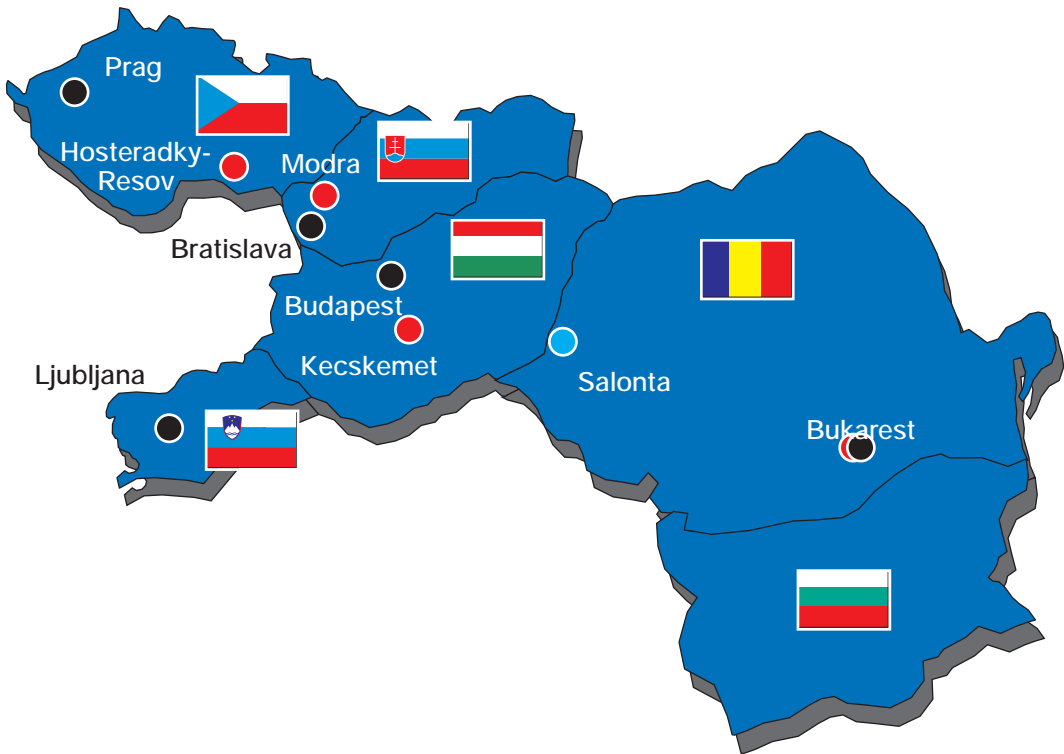 Prag
Hosteradky-
Resov
Modra
Bratislava
Budapest
Kecskemet
Ljubljana
Salonta
Bukarest